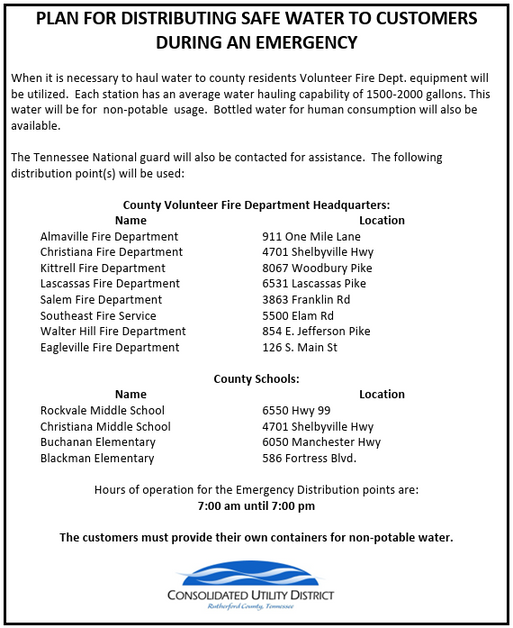 PLAN FOR DISTRIBUTING SAFE WATER TO CUSTOMERS
DURING AN EMERGENCY
When it is necessary to haul water to county residents Volunteer Fire Dept. equipment will
be utilized. Each station has an average water hauling capability of 1500-2000 gallons. This
water will be for non-potable usage. Bottled water for human consumption will also be
available.
The Tennessee National guard will also be contacted for assistance. The following
distribution point(s) will be used:
County Volunteer Fire Department Headquarters:
Name Location
Almaville Fire Department 911 One Mile Lane
Christiana Fire Department 4701 Shelbyville Hwy
Kittrell Fire Department 8067 Woodbury Pike
Lascassas Fire Department 6531 Lascassas Pike
Salem Fire Department 3863 Franklin Rd
Southeast Fire Service 5500 Elam Rd
Walter Hill Fire Department 854 E. Jefferson Pike
Eagleville Fire Department 126 S. Main St
County Schools:
Name Location
Rockvale Middle School 6550 Hwy 99
Christiana Middle School 4701 Shelbyville Hwy
Buchanan Elementary 6050 Manchester Hwy
Blackman Elementary 586 Fortress Blvd.
Hours of operation for the Emergency Distribution points are:
7:00 am until 7:00 pm
The customers must provide their own containers for non-potable water.
CONSOLIDATED UTILITY DISTRICT
Rutherford County, Tennessee